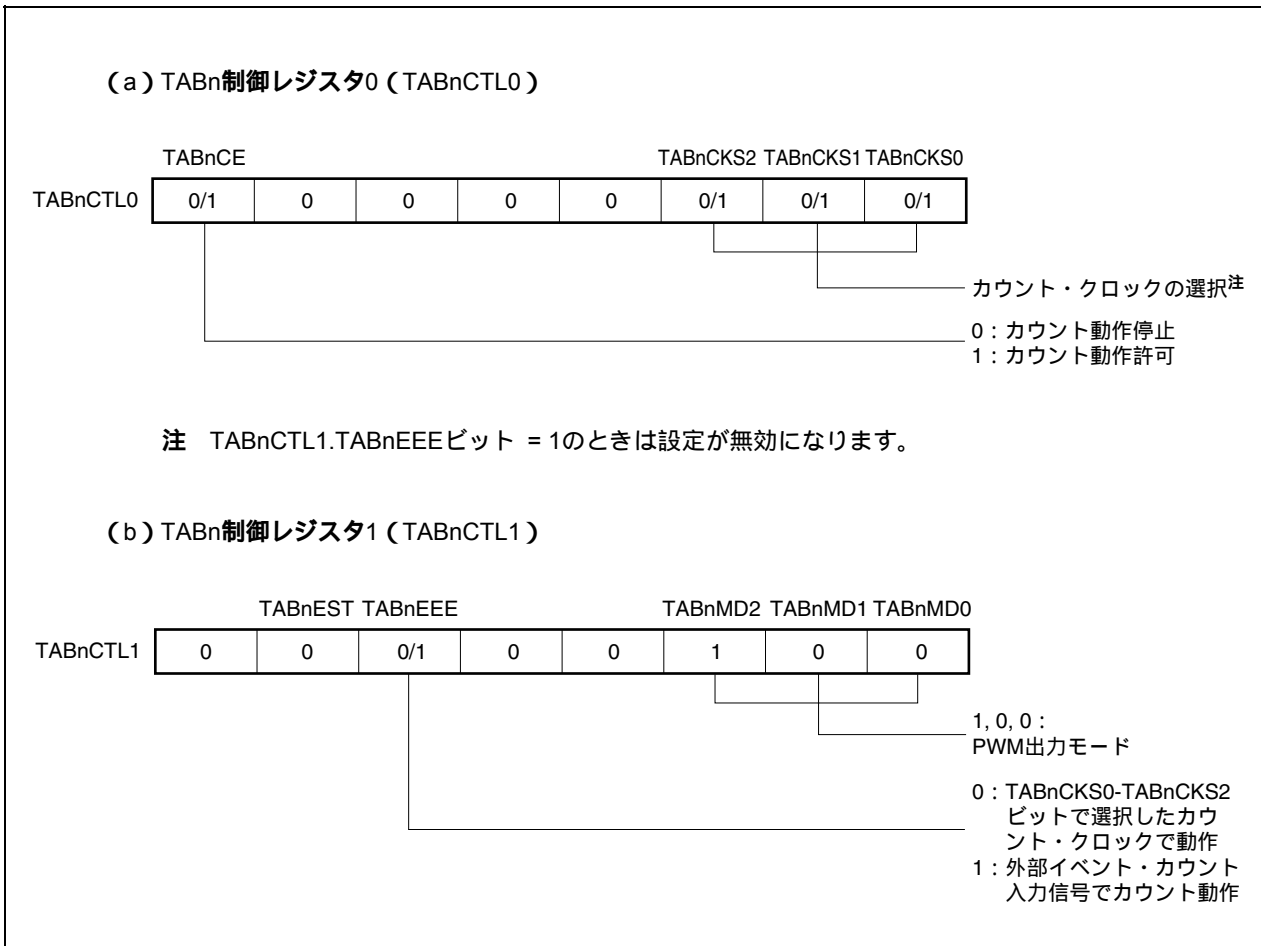 (a)TABn制御レジスタ0(TABnCTL0)
TABnCE TABnCKS2 TABnCKS1 TABnCKS0
TABnCTL0 0/1 0 0 0 0 0/1 0/1 0/1
カウント・クロックの選択注
0:カウント動作停止
1:カウント動作許可
注 TABnCTL1.TABnEEEビット = 1のときは設定が無効になります。
(b)TABn制御レジスタ1(TABnCTL1)
TABnEST TABnEEE TABnMD2 TABnMD1 TABnMD0
TABnCTL1 0 0 0/1 0 0 1 0 0
1, 0, 0:
PWM出力モード
0:TABnCKS0-TABnCKS2
ビットで選択したカウ
ント・クロックで動作
1:外部イベント・カウント
入力信号でカウント動作